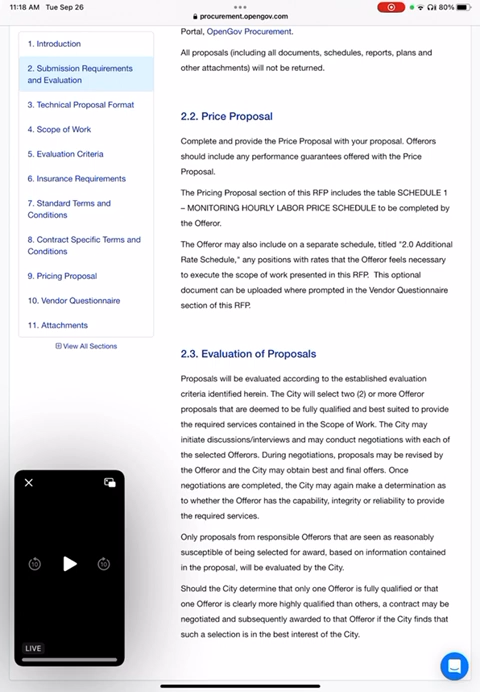 11:18 AM Tue Sep 26
80%
procurement.opengov.com
1. Introduction
2. Submission Requirements
and Evaluation
3. Technical Proposal Format
4. Scope of Work
5. Evaluation Criteria
6. Insurance Requirements
7. Standard Terms and
Conditions
8. Contract Specific Terms and
Conditions
9. Pricing Proposal
10. Vendor Questionnaire
11. Attachments
View All Sections
Portal, OpenGov Procurement.
All proposals (including all documents, schedules, reports, plans and
other attachments) will not be returned.
2.2. Price Proposal
Complete and provide the Price Proposal with your proposal. Offerors
should include any performance guarantees offered with the Price
Proposal.
The Pricing Proposal section of this RFP includes the table SCHEDULE 1
– MONITORING HOURLY LABOR PRICE SCHEDULE to be completed by
the Offeror.
The Offeror may also include on a separate schedule, titled "2.0 Additional
Rate Schedule," any positions with rates that the Offeror feels necessary
to execute the scope of work presented in this RFP. This optional
document can be uploaded where prompted in the Vendor Questionnaire
section of this RFP.
2.3. Evaluation of Proposals
Proposals will be evaluated according to the established evaluation
criteria identified herein. The City will select two (2) or more Offeror
proposals that are deemed to be fully qualified and best suited to provide
the required services contained in the Scope of Work. The City may
initiate discussions/interviews and may conduct negotiations with each of
the selected Offerors. During negotiations, proposals may be revised by
the Offeror and the City may obtain best and final offers. Once
negotiations are completed, the City may again make a determination as
to whether the Offeror has the capability, integrity or reliability to provide
the required services.
Only proposals from responsible Offerors that are seen as reasonably
susceptible of being selected for award, based on information contained
in the proposal, will be evaluated by the City.
Should the City determine that only one Offeror is fully qualified or that
one Offeror is clearly more highly qualified than others, a contract may be
negotiated and subsequently awarded to that Offeror if the City finds that
such a selection is in the best interest of the City.
10
10
LIVE